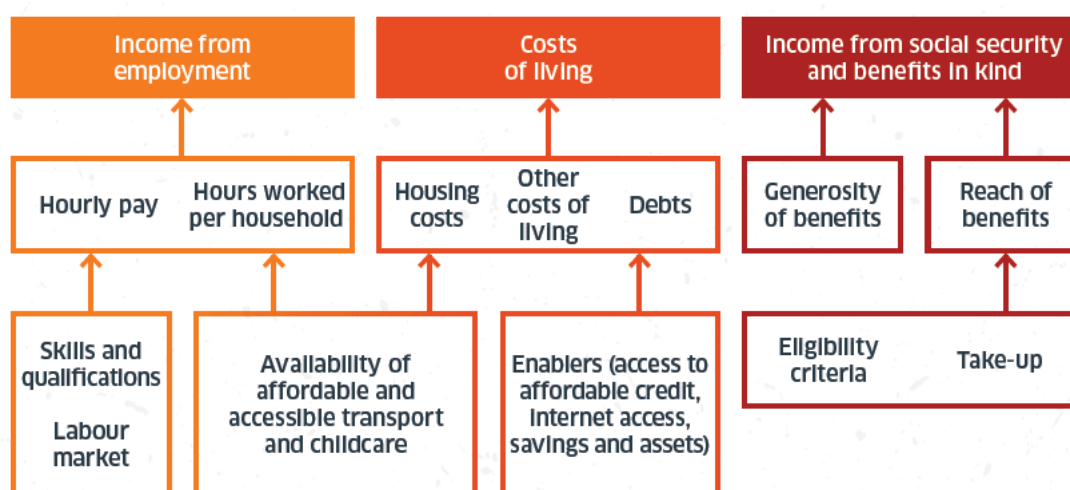 Income from
employment
Costs
of living
Income from social security
and benefits in kind
Hourly pay
Hours worked
per household
Housing
costs
Other
costs of
living
Debts
Generosity
of benefits
Reach of
benefits
Skills and
qualifications
Labour
market
Availability of
affordable and
accessible transport
and childcare
Enablers (access to
affordable credit,
internet access,
savings and assets)
Eligibility
criteria
Take-up